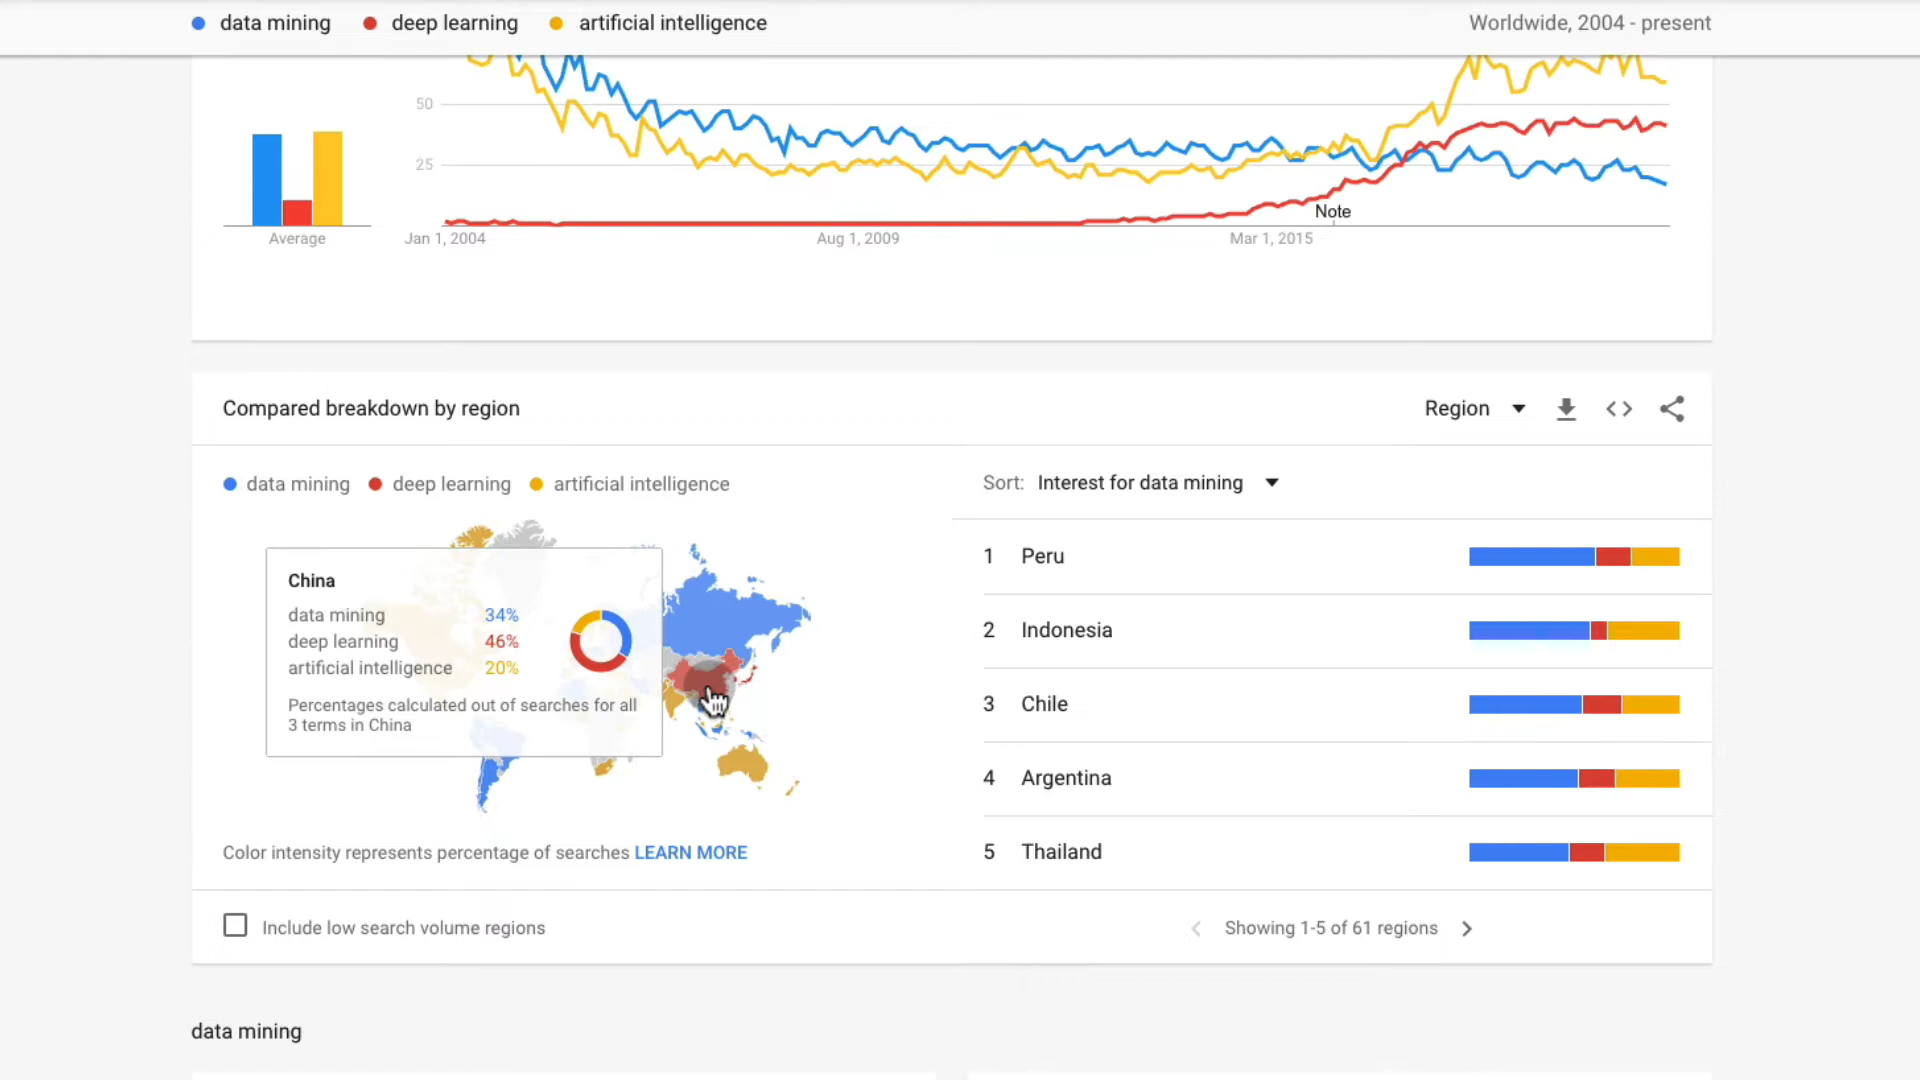 data mining deep learning artificial intelligence Worldwide, 2004 - present
50
25
Note
Average Jan 1, 2004 Aug 1, 2009 Mar 1, 2015
Compared breakdown by region Region
data mining deep learning artificial intelligence
Sort: Interest for data mining
China
data mining 34%
deep learning 46%
artificial intelligence 20%
Percentages calculated out of searches for all
3 terms in China
1 Peru
2 Indonesia
3 Chile
4 Argentina
5 Thailand
Color intensity represents percentage of searches LEARN MORE
Include low search volume regions
Showing 1-5 of 61 regions
data mining